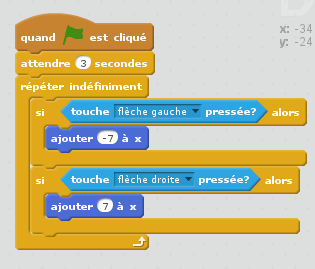 x: -34
y: -24
quand est cliqué
attendre 3 secondes
répéter indéfiniment
si touche flèche gauche pressée? alors
ajouter -7 à x
si touche flèche droite pressée? alors
ajouter 7 à x